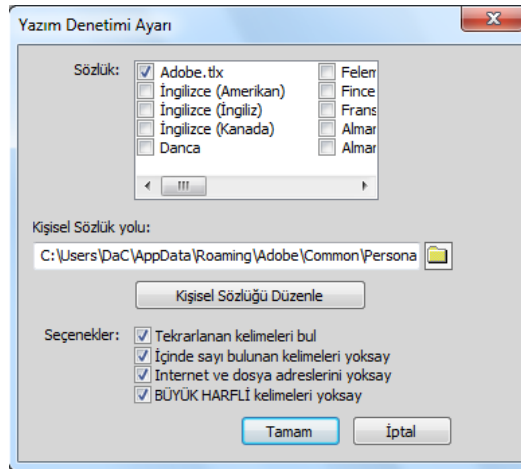 Yazım Denetimi Ayarı
Sözlük:
Adobe.tlx
İngilizce (Amerikan)
İngilizce (İngiliz)
İngilizce (Kanada)
Danca
Felem
Fince
Frans
Almar
Almar
Kişisel Sözlük yolu:
C:\Users\DaC\AppData\Roaming\Adobe\Common\Persona
Kişisel Sözlüğü Düzenle
Seçenekler:
Tekrarlanan kelimeleri bul
İçinde sayı bulunan kelimeleri yoksay
Internet ve dosya adreslerini yoksay
BÜYÜK HARFLİ kelimeleri yoksay
Tamam
İptal